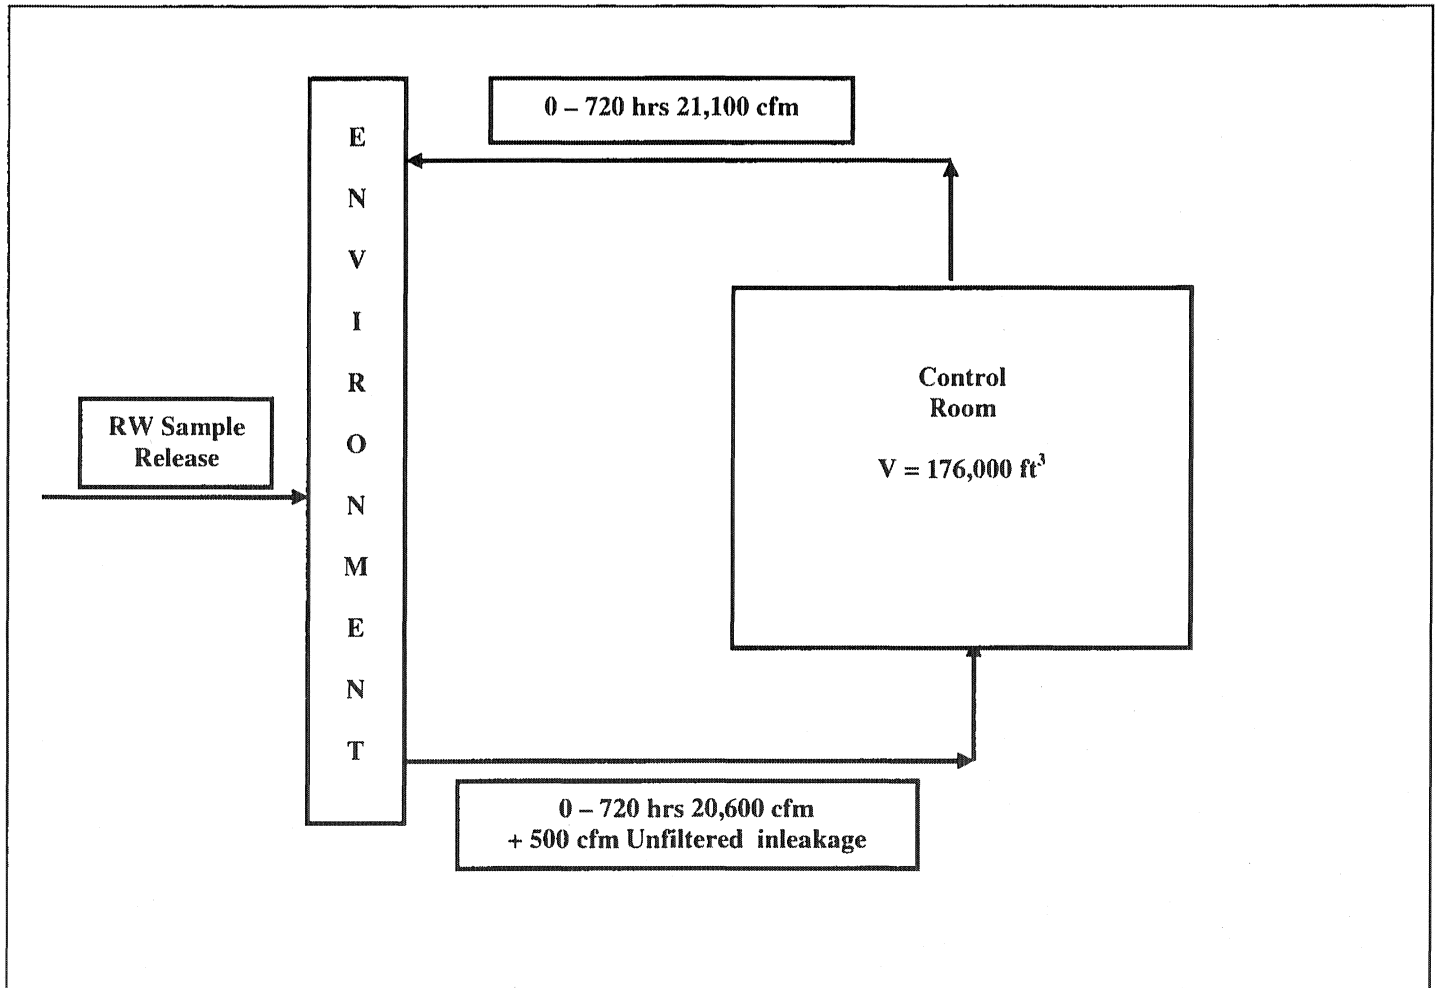 0 – 720 hrs 21,100 cfm
E
N
V
I
R
O
N
M
E
N
T
RW Sample
Release
Control
Room
V = 176,000 ft³
0 – 720 hrs 20,600 cfm
+ 500 cfm Unfiltered inleakage